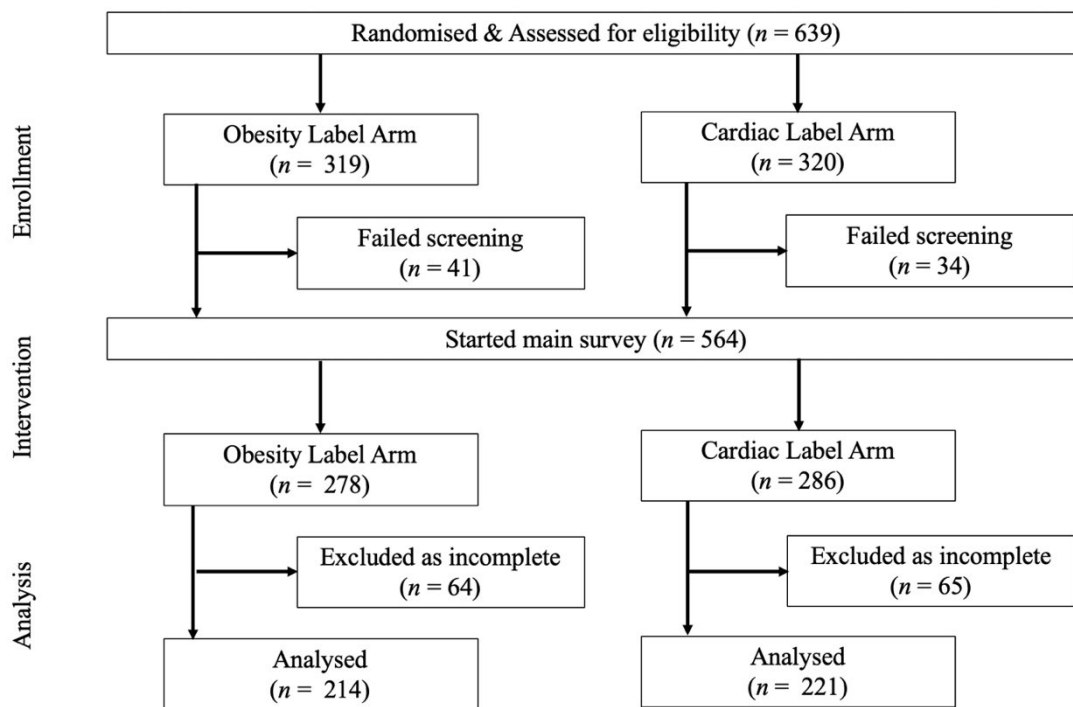 Randomised & Assessed for eligibility (n = 639)
Enrollment
Obesity Label Arm
(n = 319)
Cardiac Label Arm
(n = 320)
Failed screening
(n = 41)
Failed screening
(n = 34)
Started main survey (n = 564)
Intervention
Obesity Label Arm
(n = 278)
Cardiac Label Arm
(n = 286)
Analysis
Excluded as incomplete
(n = 64)
Excluded as incomplete
(n = 65)
Analysed
(n = 214)
Analysed
(n = 221)